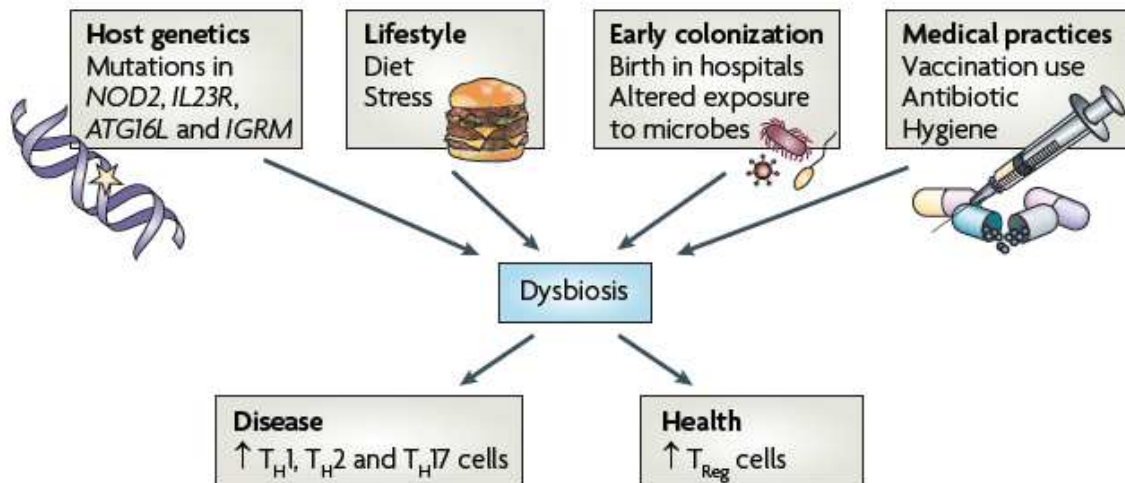 Host genetics
Mutations in
NOD2, IL23R,
ATG16L and IGRM
Lifestyle
Diet
Stress
Early colonization
Birth in hospitals
Altered exposure
to microbes
Medical practices
Vaccination use
Antibiotic
Hygiene
Dysbiosis
Disease
↑ TH1, TH2 and TH17 cells
Health
↑ TReg cells